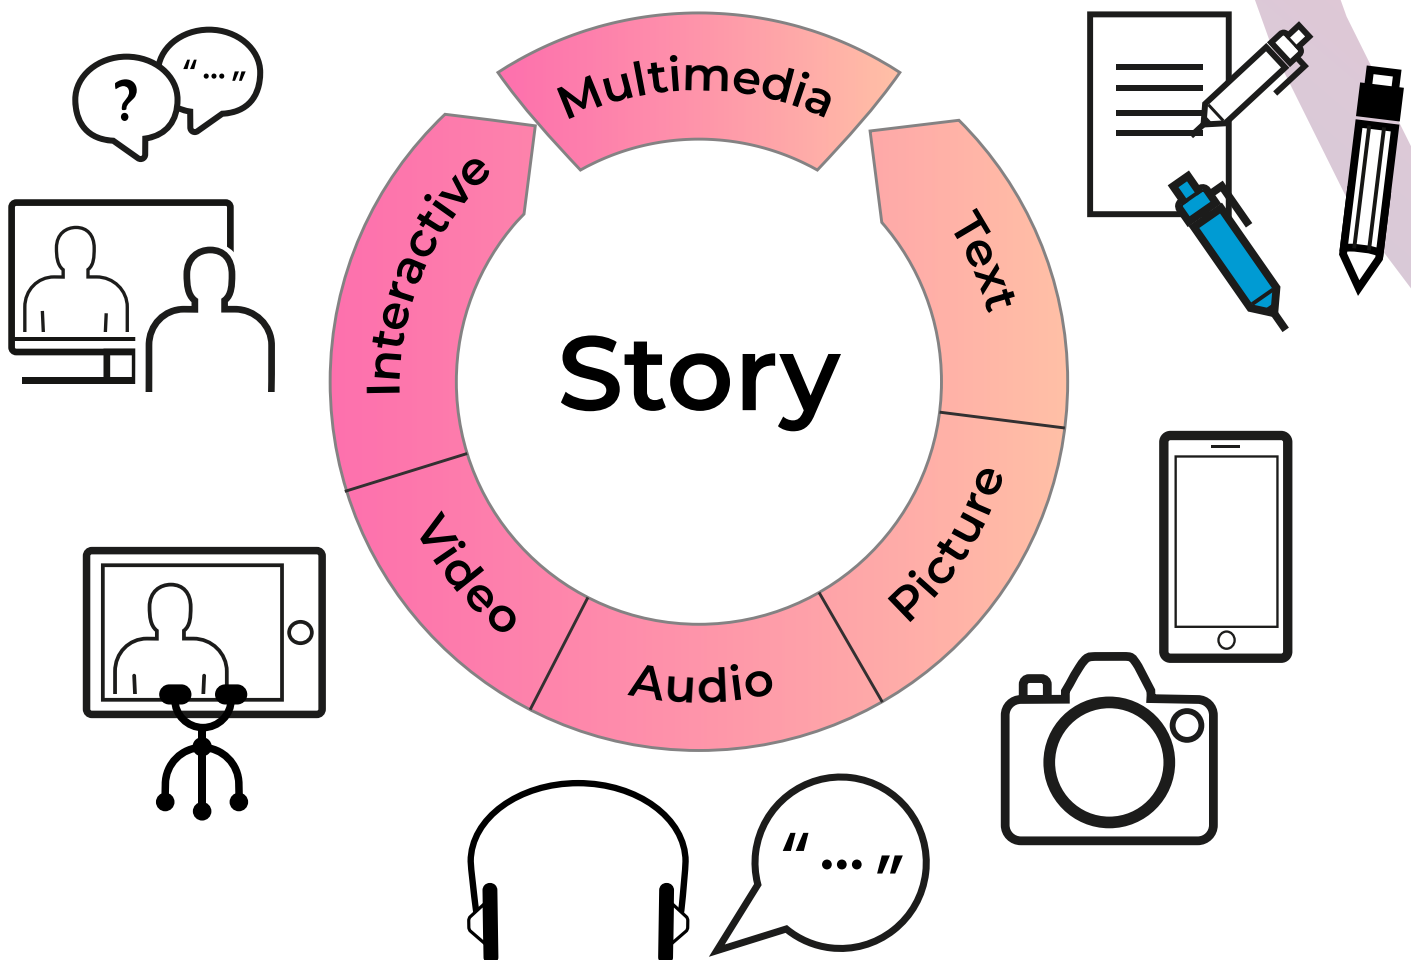 Multimedia
Text
Picture
Audio
Video
Interactive
Story
?
“ ... ”
“ ... ”